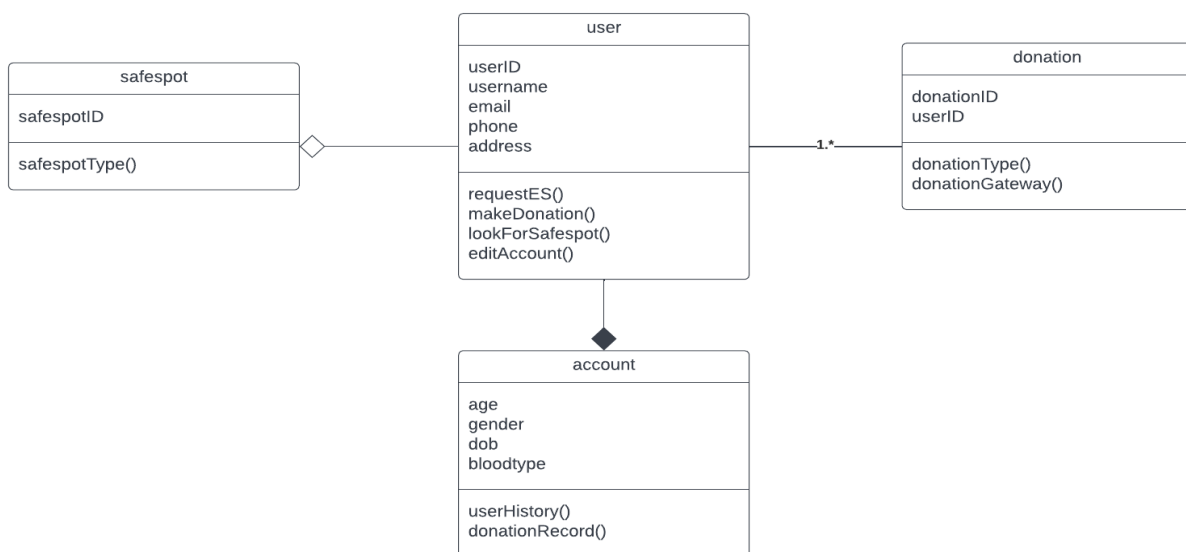 user
userID
username
email
phone
address
requestES()
makeDonation()
lookForSafespot()
editAccount()
safespot
safespotID
safespotType()
1.*
donation
donationID
userID
donationType()
donationGateway()
account
age
gender
dob
bloodtype
userHistory()
donationRecord()